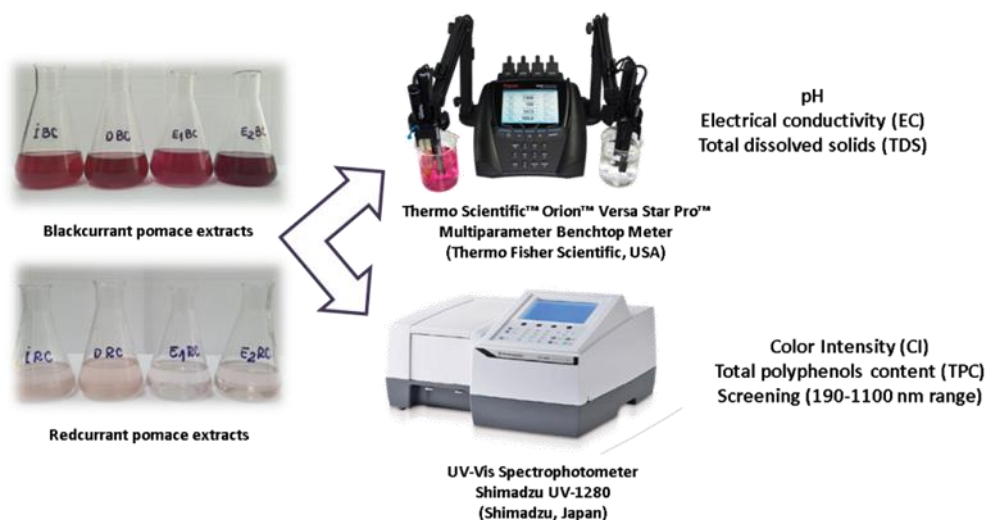 İBC
DBC
E1BC
E2BC
Blackcurrant pomace extracts
İRC
DRC
E1RC
E2RC
Redcurrant pomace extracts
Thermo Scientific™ Orion™ Versa Star Pro™
Multiparameter Benchtop Meter
(Thermo Fisher Scientific, USA)
pH
Electrical conductivity (EC)
Total dissolved solids (TDS)
UV-Vis Spectrophotometer
Shimadzu UV-1280
(Shimadzu, Japan)
Color Intensity (CI)
Total polyphenols content (TPC)
Screening (190-1100 nm range)